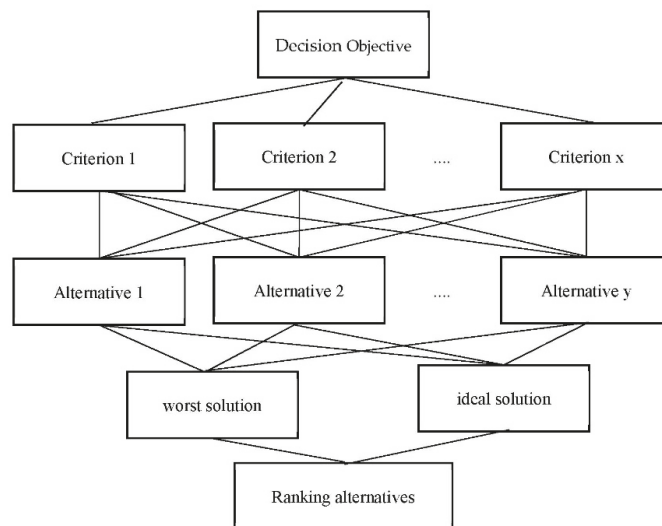 Decision Objective
Criterion 1
Criterion 2
....
Criterion x
Alternative 1
Alternative 2
....
Alternative y
worst solution
ideal solution
Ranking alternatives